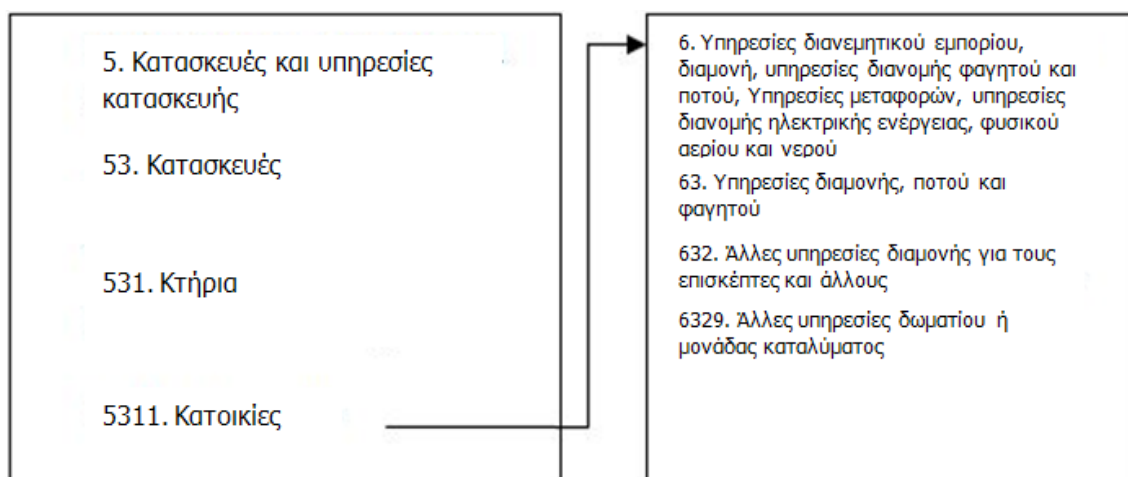 5. Κατασκευές και υπηρεσίες
κατασκευής
53. Κατασκευές
531. Κτήρια
5311. Κατοικίες
6. Υπηρεσίες διανεμητικού εμπορίου,
διαμονή, υπηρεσίες διανομής φαγητού και
ποτού, Υπηρεσίες μεταφορών, υπηρεσίες
διανομής ηλεκτρικής ενέργειας, φυσικού
αερίου και νερού
63. Υπηρεσίες διαμονής, ποτού και
φαγητού
632. Άλλες υπηρεσίες διαμονής για τους
επισκέπτες και άλλους
6329. Άλλες υπηρεσίες δωματίου ή
μονάδας καταλύματος